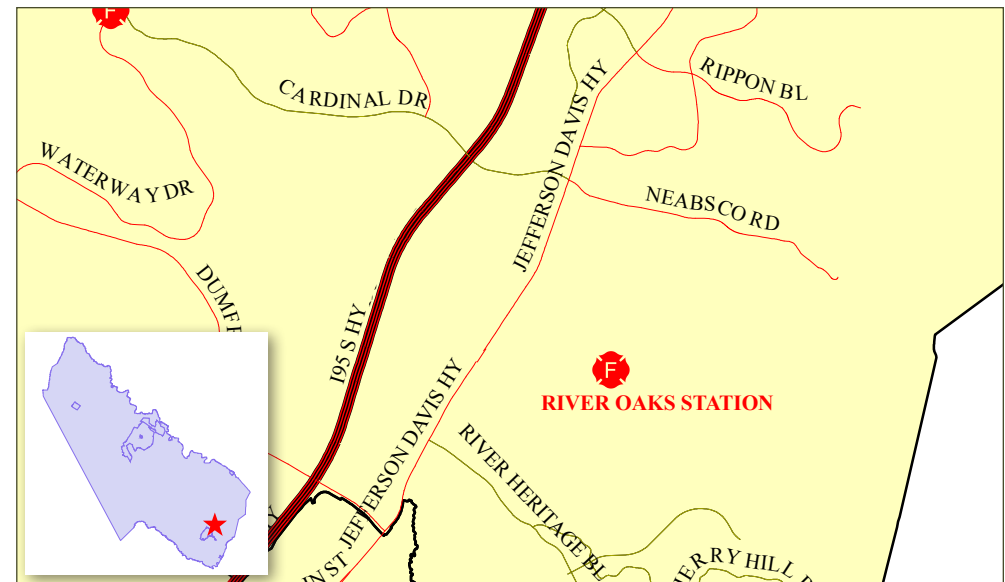 F
RIPPON BL
CARDINAL DR
JEFFERSON DAVIS HY
WATERWAY DR
NEABSCO RD
I95 S HY
F
RIVER OAKS STATION
JEFFERSON DAVIS HY
RIVER HERITAGE BL